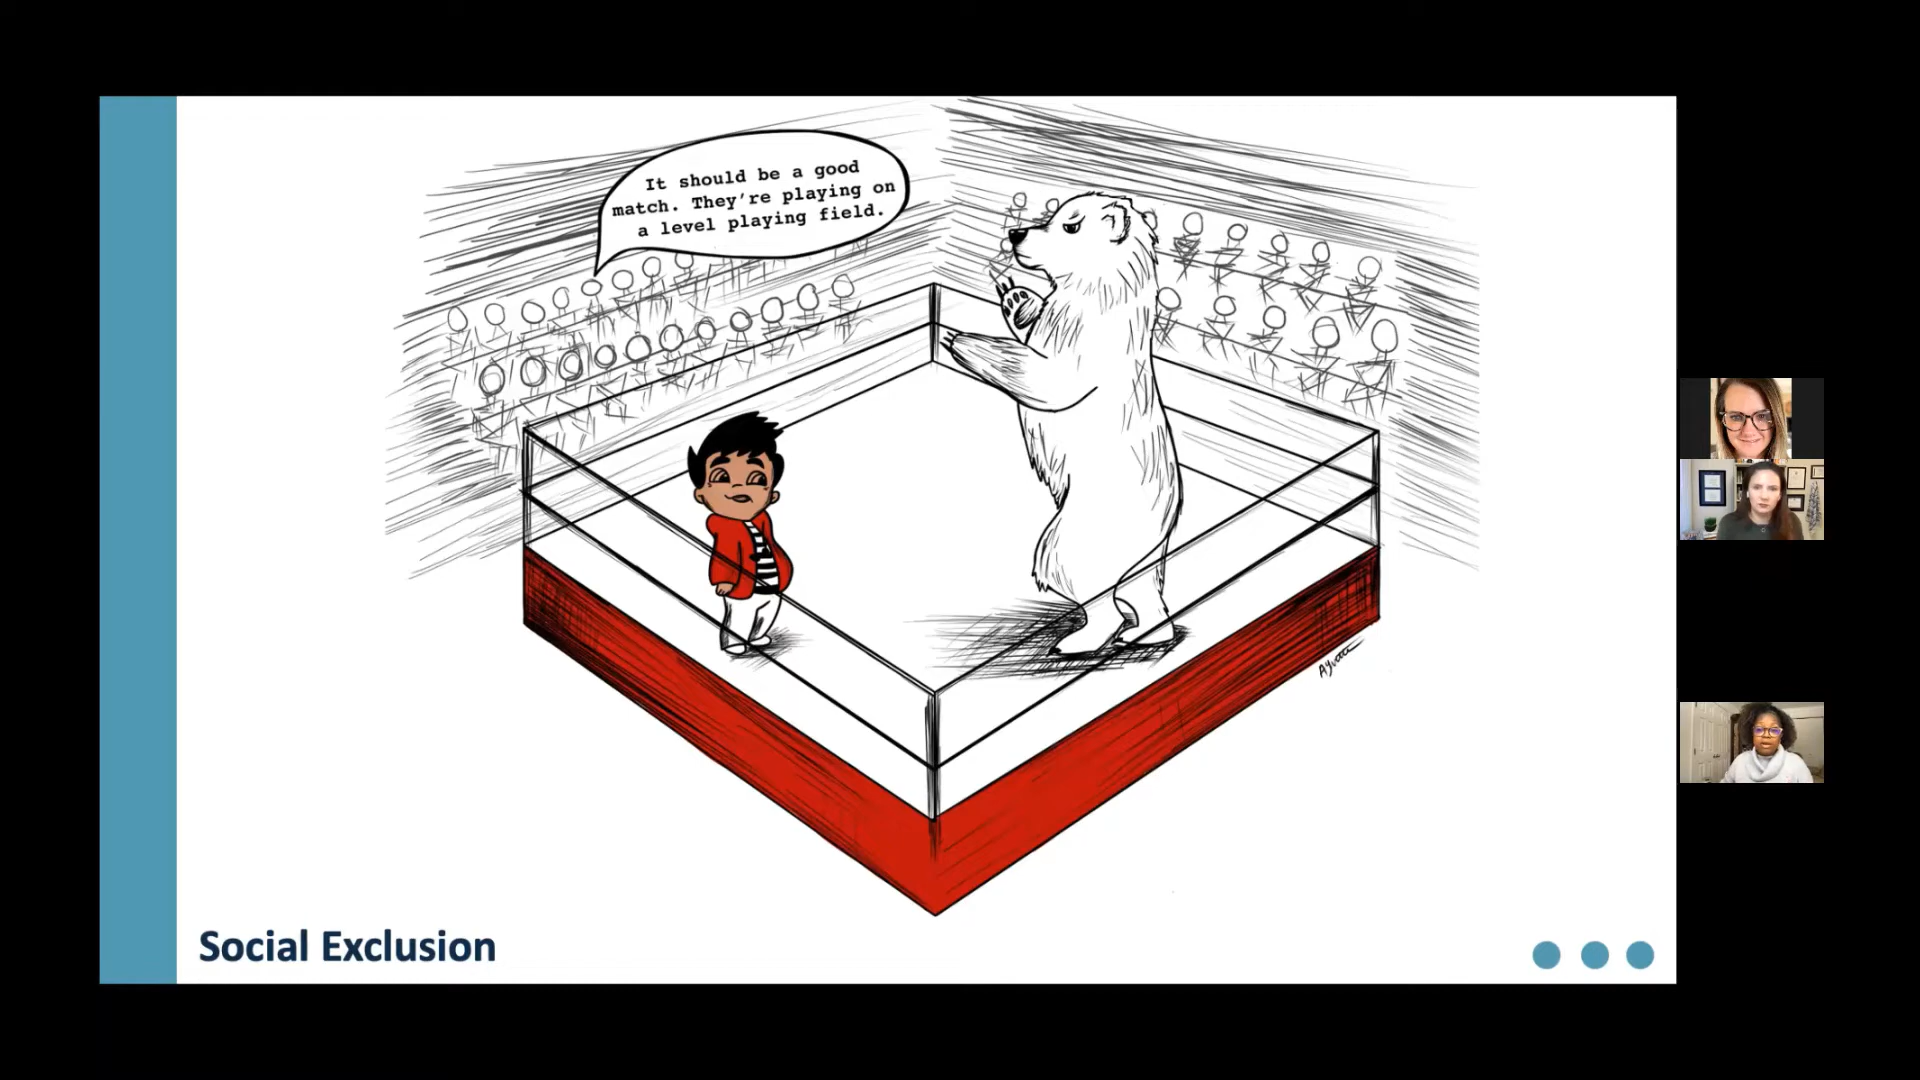 It should be a good
match. They're playing on
a level playing field.
Social Exclusion